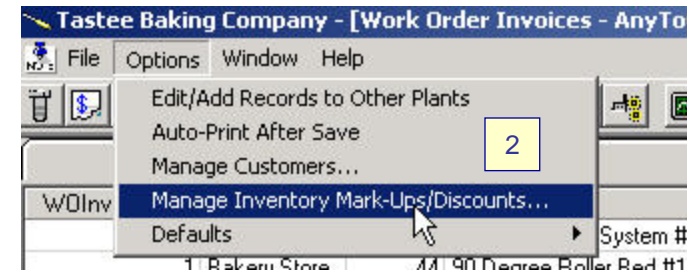 Tastee Baking Company - [Work Order Invoices - AnyTo
File Options Window Help
Edit/Add Records to Other Plants
Auto-Print After Save
2
Manage Customers...
WOInv
Manage Inventory Mark-Ups/Discounts...
Defaults
System #
1 Bakery Store 44 90 Degree Roller Bed #1